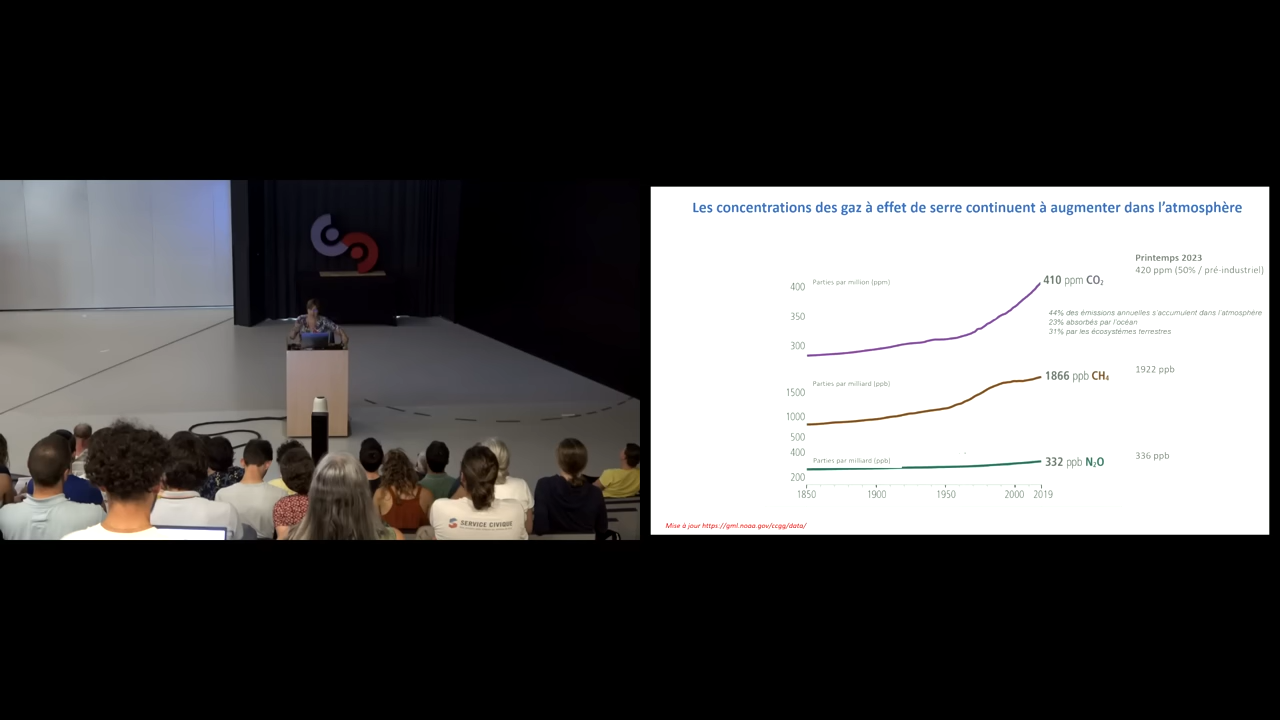 SERVICE CIVIQUE
Les concentrations des gaz à effet de serre continuent à augmenter dans l'atmosphère
Printemps 2023
420 ppm (50% / pré-industriel)
Parties par million (ppm)
410 ppm CO₂
400
350
300
44% des émissions annuelles s'accumulent dans l'atmosphère
23% absorbés par l'océan
31% par les écosystèmes terrestres
Parties par milliard (ppb)
1866 ppb CH₄
1922 ppb
1500
1000
500
Parties par milliard (ppb)
332 ppb N₂O
336 ppb
400
200
1850 1900 1950 2000 2019
Mise à jour https://gml.noaa.gov/ccgg/data/